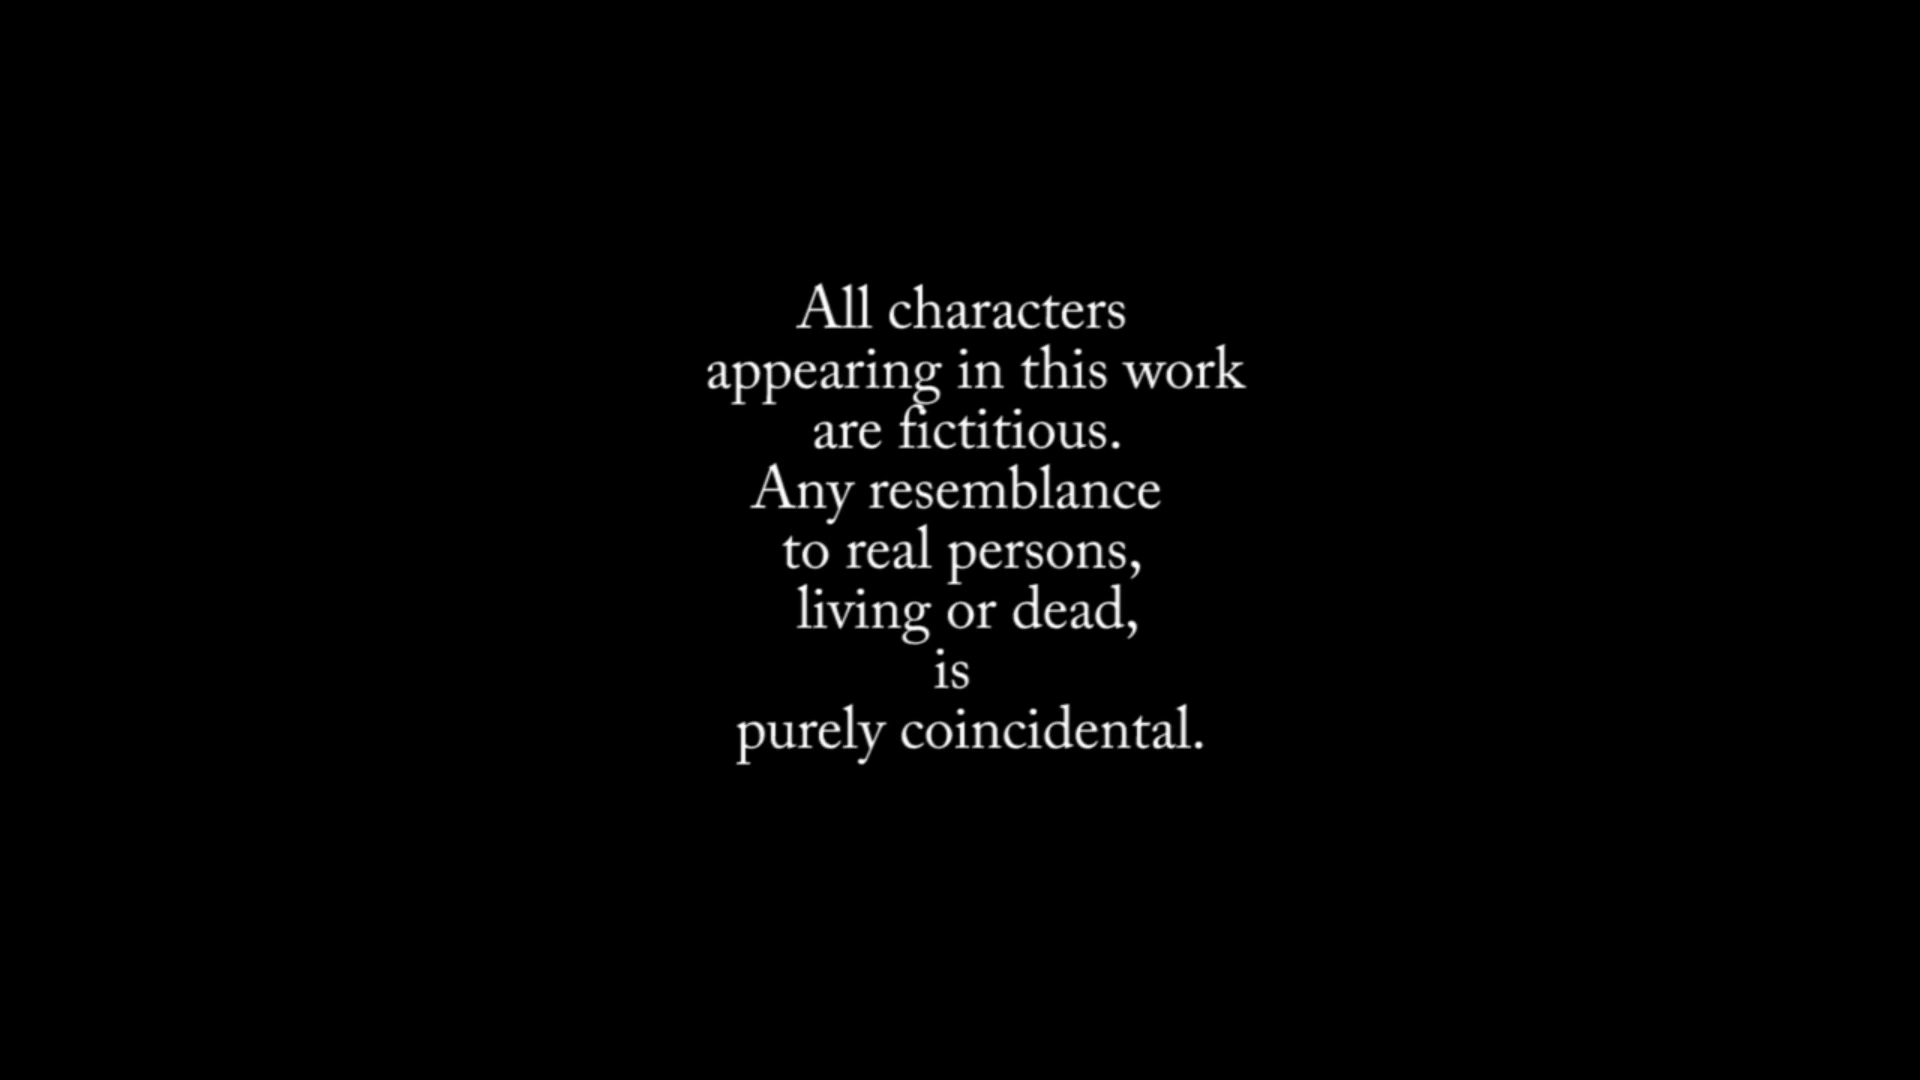 All characters
appearing in this work
are fictitious.
Any resemblance
to real persons,
living or dead,
is
purely coincidental.